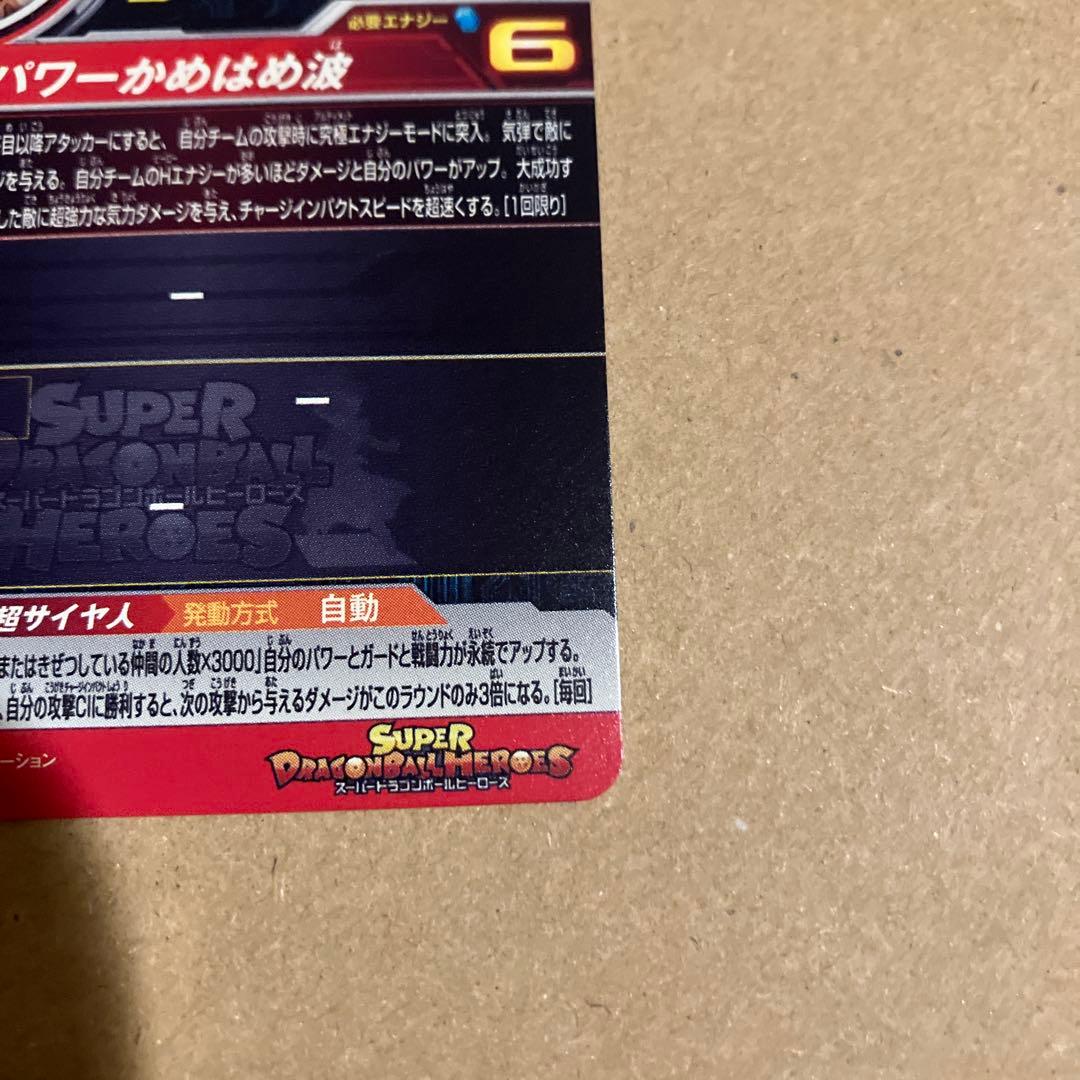 必要エナジー 6
パワーかめはめ波
目以降アタッカーにすると、自分チームの攻撃時に究極エナジーモードに突入。気弾で敵に
ジを与える。自分チームのHエナジーが多いほどダメージと自分のパワーがアップ。大成功す
した敵に超強力な気力ダメージを与え、チャージインパクトスピードを超速くする。[1回限り]
ー
SUPER
ー
DRAGONBALL
スーパードラゴンボールヒーローズ
ー
HEROES
超サイヤ人 発動方式 自動
またはきぜつしている仲間の人数×3000」自分のパワーとガードと戦闘力が永続でアップする。
、自分の攻撃CIに勝利すると、次の攻撃から与えるダメージがこのラウンドのみ3倍になる。[毎回]
ーション
SUPER
DRAGONBALL HEROES
スーパードラゴンボールヒーローズ